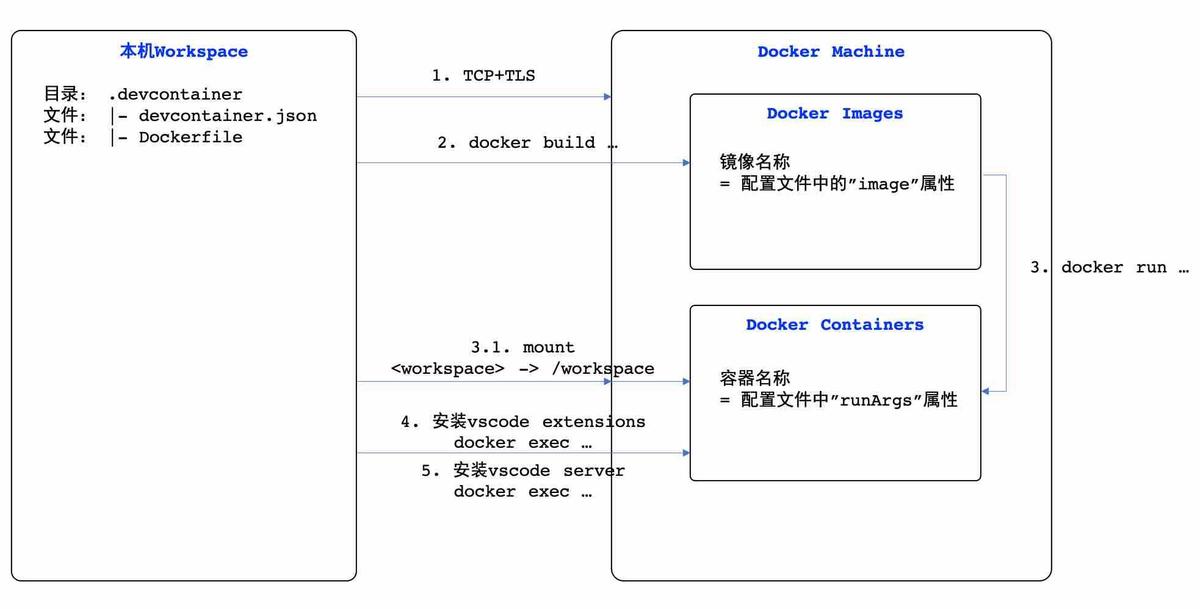 本机Workspace
目录： .devcontainer
文件： |- devcontainer.json
文件： |- Dockerfile
1. TCP+TLS
2. docker build …
Docker Machine
Docker Images
镜像名称
= 配置文件中的”image”属性
3. docker run …
Docker Containers
容器名称
= 配置文件中”runArgs”属性
3.1. mount
<workspace> -> /workspace
4. 安装vscode extensions
docker exec …
5. 安装vscode server
docker exec …